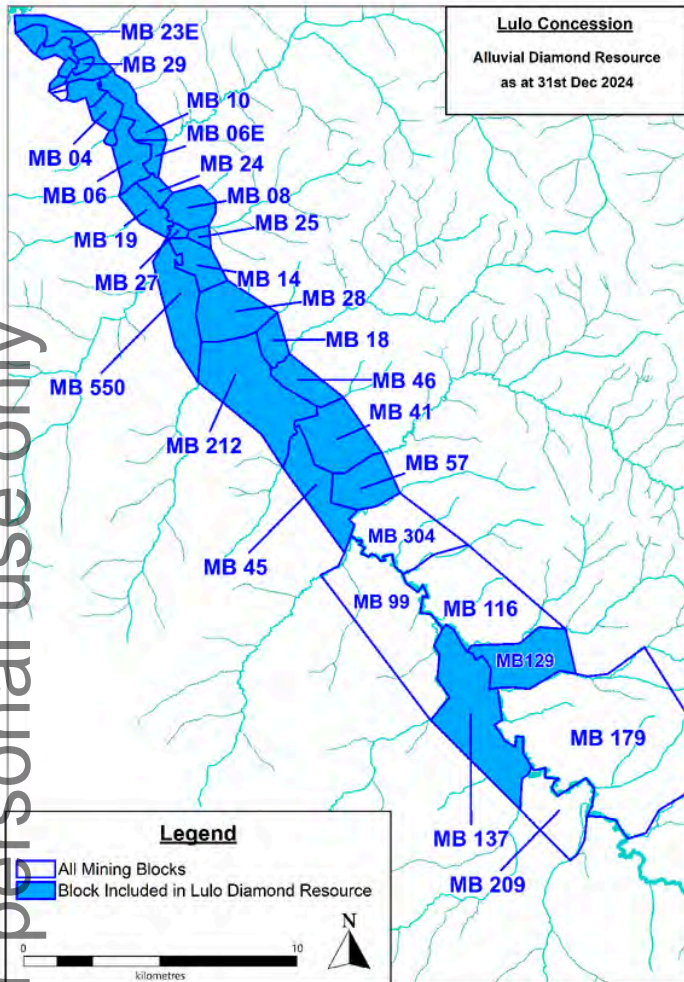 Lulo Concession
Alluvial Diamond Resource
as at 31st Dec 2024
MB 23E
MB 29
MB 10
MB 04
MB 06E
MB 24
MB 06
MB 08
MB 19
MB 25
MB 27
MB 14
MB 28
MB 18
MB 550
MB 46
MB 41
MB 212
MB 57
MB 304
MB 45
MB 99
MB 116
MB129
MB 179
MB 137
MB 209
Legend
All Mining Blocks
Block Included in Lulo Diamond Resource
N
0 10
kilometres
personal use only